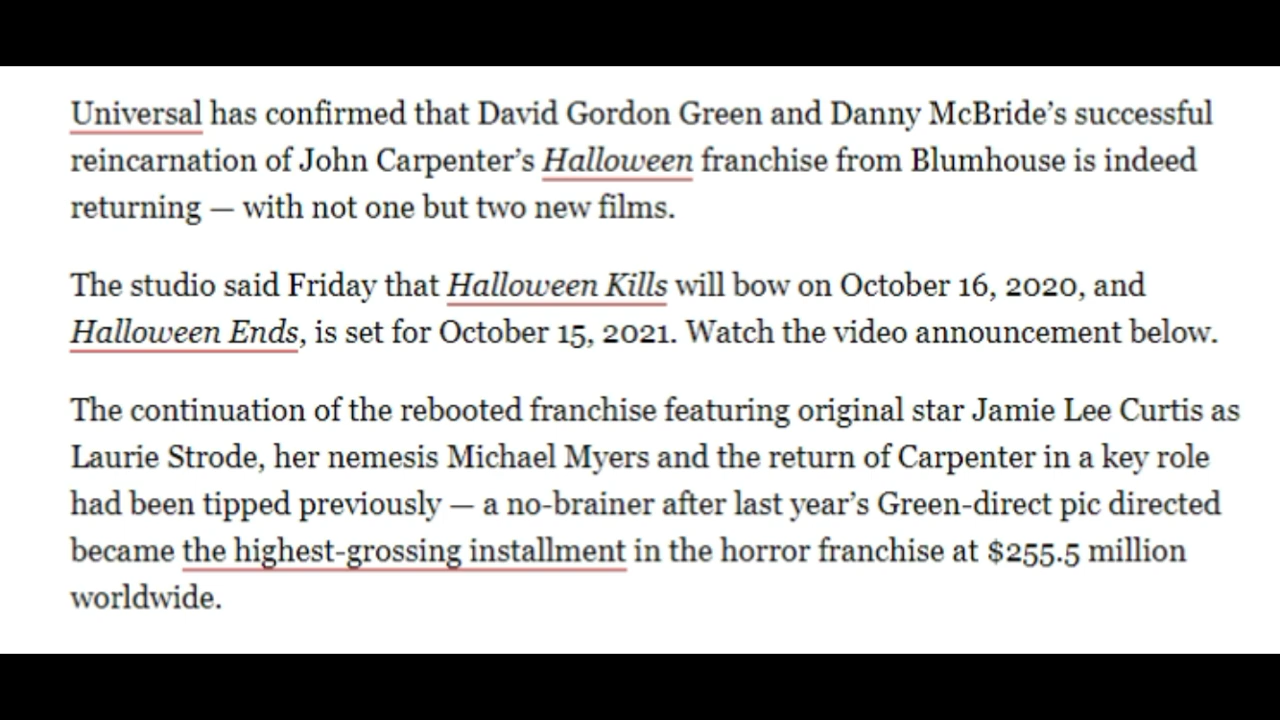 Universal has confirmed that David Gordon Green and Danny McBride’s successful
reincarnation of John Carpenter’s Halloween franchise from Blumhouse is indeed
returning — with not one but two new films.
The studio said Friday that Halloween Kills will bow on October 16, 2020, and
Halloween Ends, is set for October 15, 2021. Watch the video announcement below.
The continuation of the rebooted franchise featuring original star Jamie Lee Curtis as
Laurie Strode, her nemesis Michael Myers and the return of Carpenter in a key role
had been tipped previously — a no-brainer after last year’s Green-direct pic directed
became the highest-grossing installment in the horror franchise at $255.5 million
worldwide.